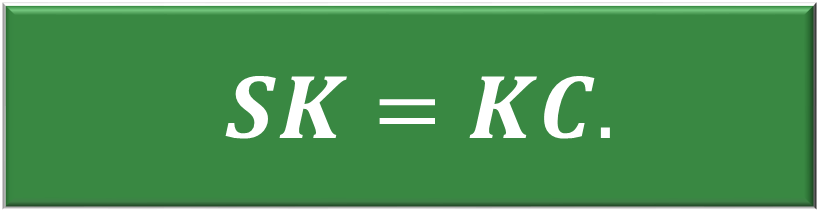 SK = KC.